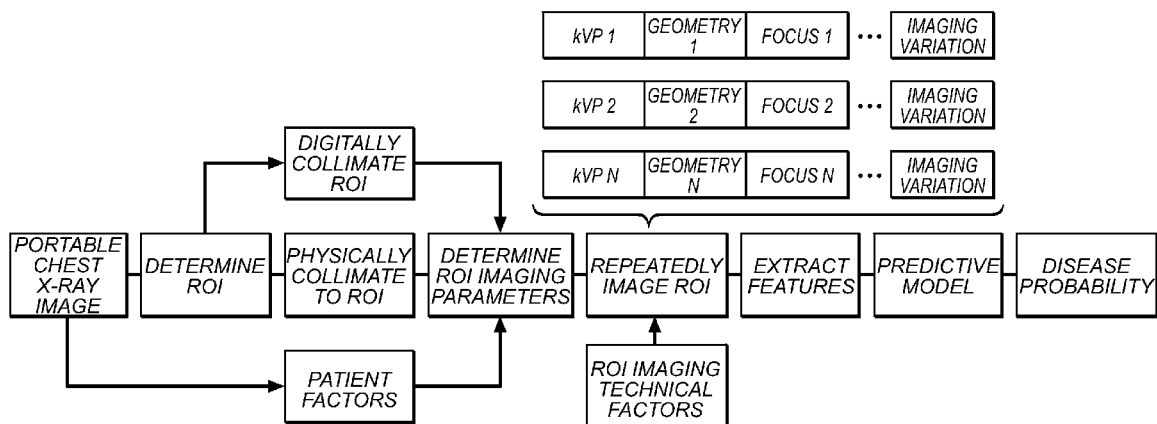 kVP 1
GEOMETRY
1
FOCUS 1
•••
IMAGING
VARIATION
kVP 2
GEOMETRY
2
FOCUS 2
•••
IMAGING
VARIATION
kVP N
GEOMETRY
N
FOCUS N
•••
IMAGING
VARIATION
DIGITALLY
COLLIMATE
ROI
PORTABLE
CHEST
X-RAY
IMAGE
DETERMINE
ROI
PHYSICALLY
COLLIMATE
TO ROI
DETERMINE
ROI IMAGING
PARAMETERS
REPEATEDLY
IMAGE ROI
EXTRACT
FEATURES
PREDICTIVE
MODEL
DISEASE
PROBABILITY
PATIENT
FACTORS
ROI IMAGING
TECHNICAL
FACTORS